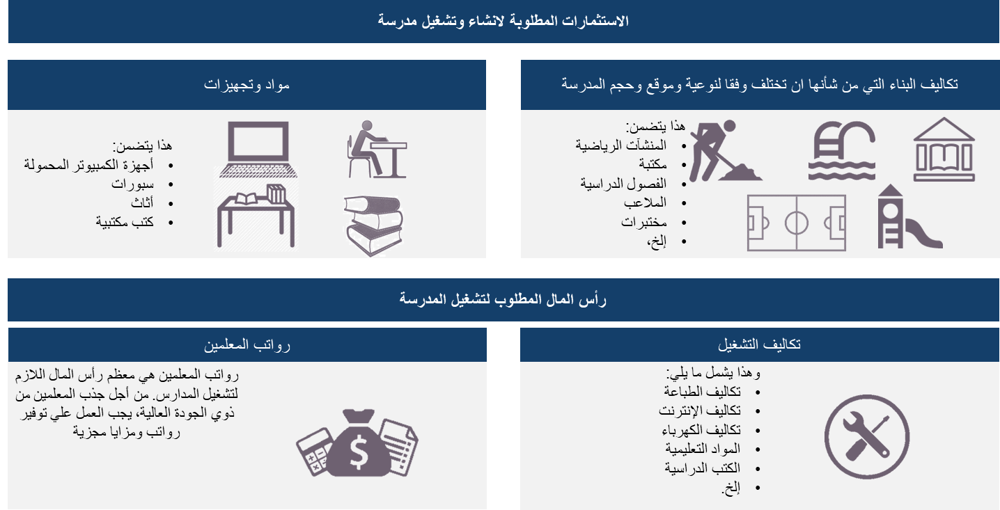 الاستثمارات المطلوبة لانشاء وتشغيل مدرسة
تكاليف البناء التي من شأنها ان تختلف وفقا لنوعية وموقع وحجم المدرسة
هذا يتضمن:
• المنشآت الرياضية
• مكتبة
• الفصول الدراسية
• الملاعب
• مختبرات
• إلخ،
مواد وتجهيزات
هذا يتضمن:
• أجهزة الكمبيوتر المحمولة
• سبورات
• أثاث
• كتب مكتبية
رأس المال المطلوب لتشغيل المدرسة
تكاليف التشغيل
وهذا يشمل ما يلي:
• تكاليف الطباعة
• تكاليف الإنترنت
• تكاليف الكهرباء
• المواد التعليمية
• الكتب الدراسية
• إلخ.
رواتب المعلمين
رواتب المعلمين هي معظم رأس المال اللازم
لتشغيل المدارس. من أجل جذب المعلمين من
ذوي الجودة العالية، يجب العمل علي توفير
رواتب ومزايا مجزية
$